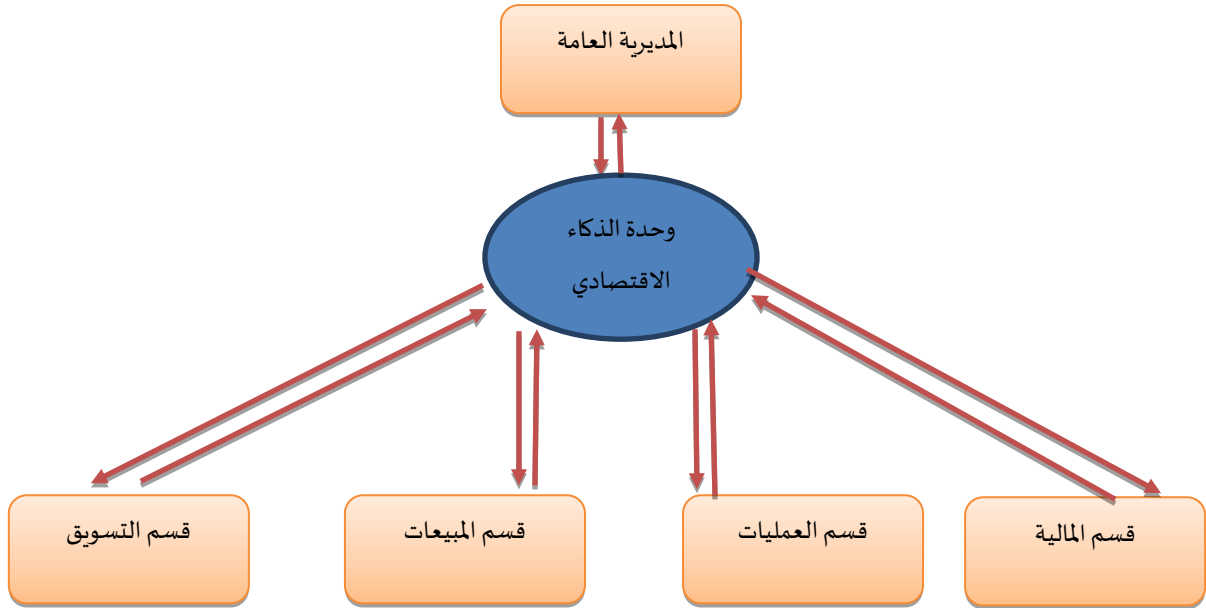 المديرية العامة
وحدة الذكاء
الاقتصادي
قسم المالية
قسم العمليات
قسم المبيعات
قسم التسويق